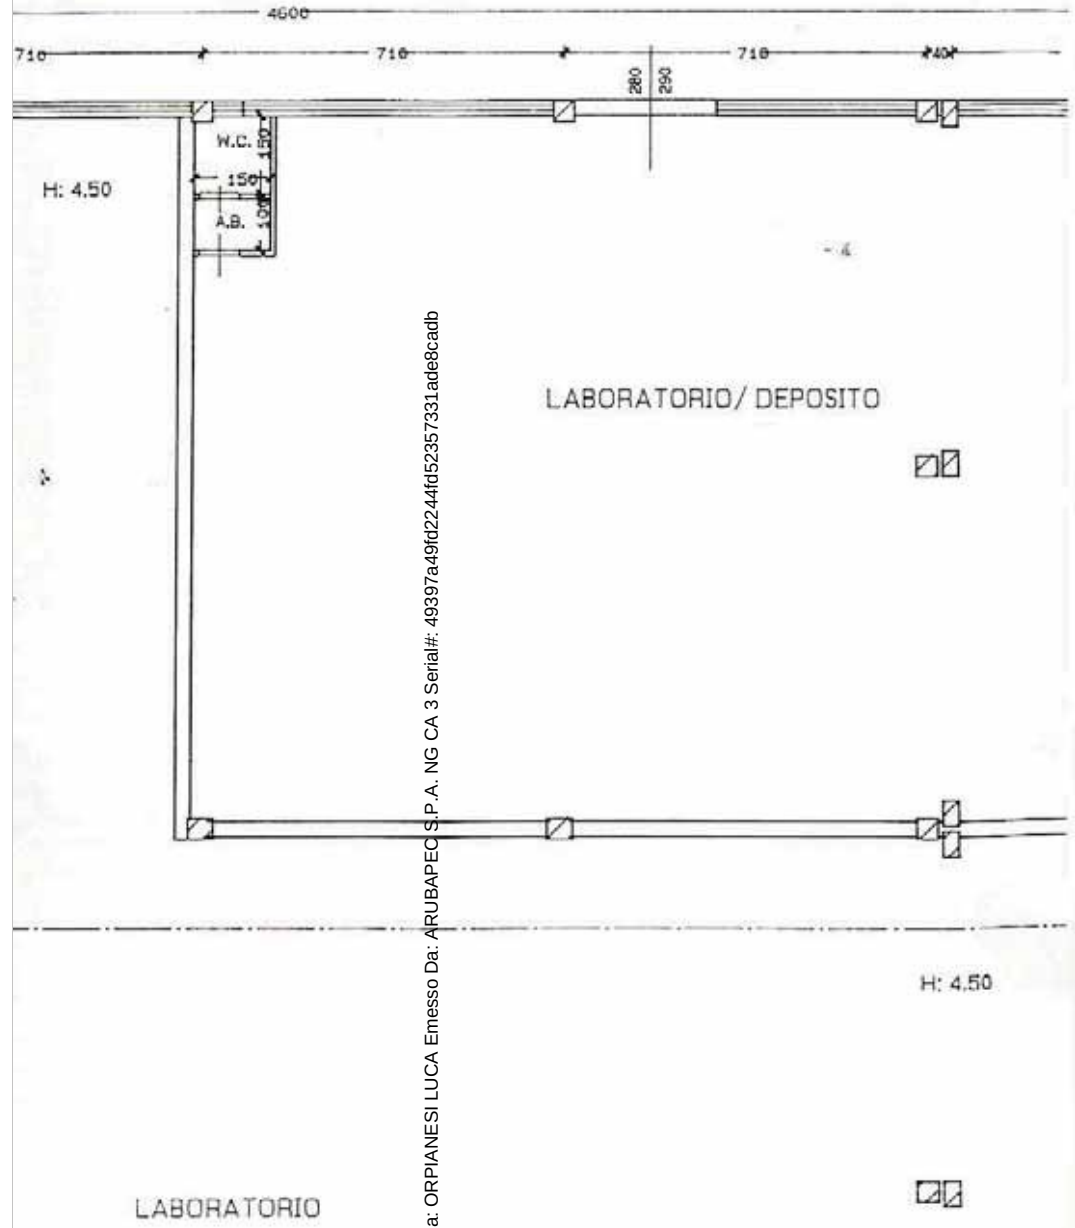 4600
710 710 710 40
280
290
W.C.
150
H: 4.50
150
A.B.
100
LABORATORIO/ DEPOSITO
a: ORPIANESI LUCA Emesso Da: ARUBAPEC S.P.A. NG CA 3 Serial#: 49397a49fd2244fd52357331ade8cadb
H: 4.50
LABORATORIO